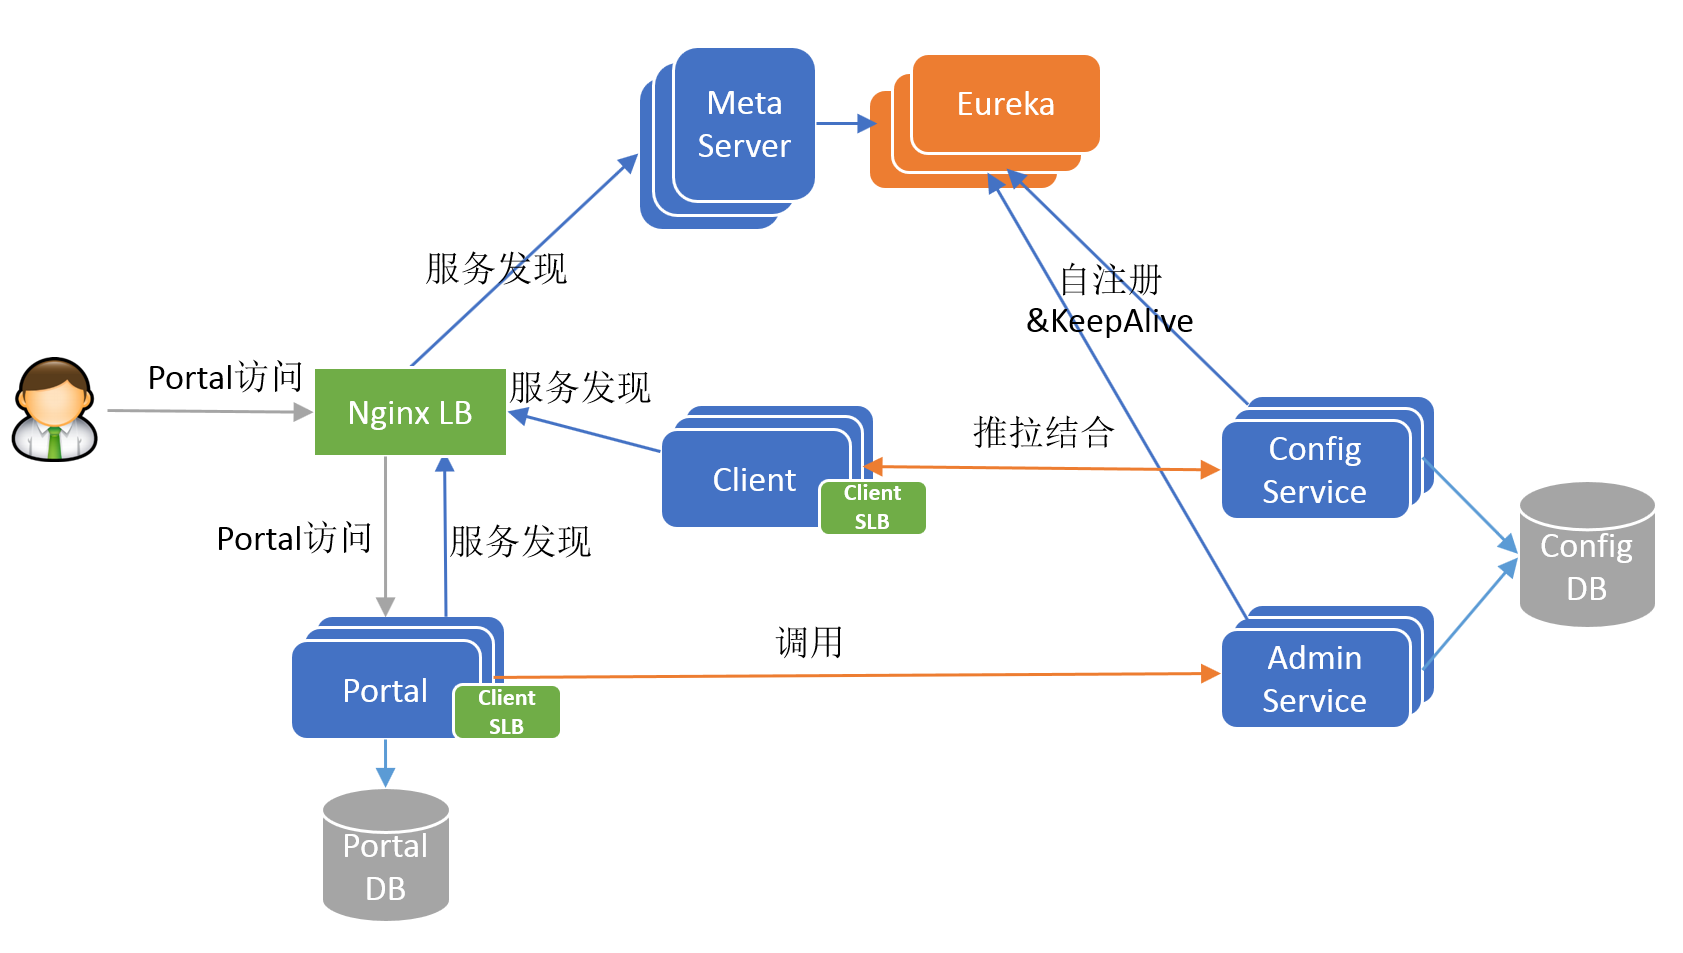 Meta
Server
Eureka
服务发现
自注册
&KeepAlive
Portal访问
Nginx LB
服务发现
推拉结合
Client
Client
SLB
Config
Service
Config
DB
Portal访问
服务发现
调用
Portal
Client
SLB
Admin
Service
Portal
DB